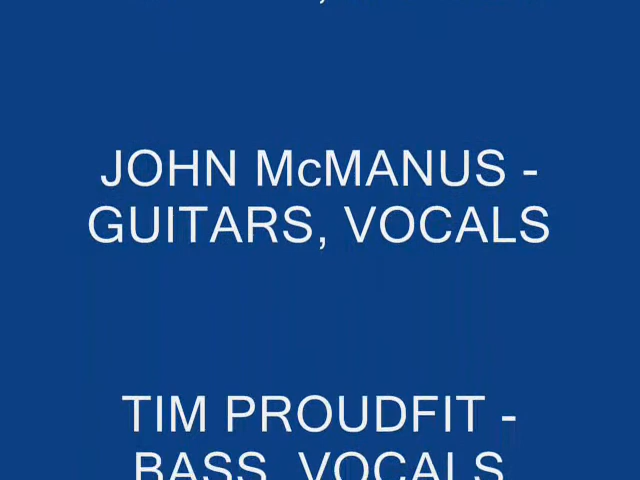 JOHN McMANUS -
GUITARS, VOCALS
TIM PROUDFIT -
BASS, VOCALS